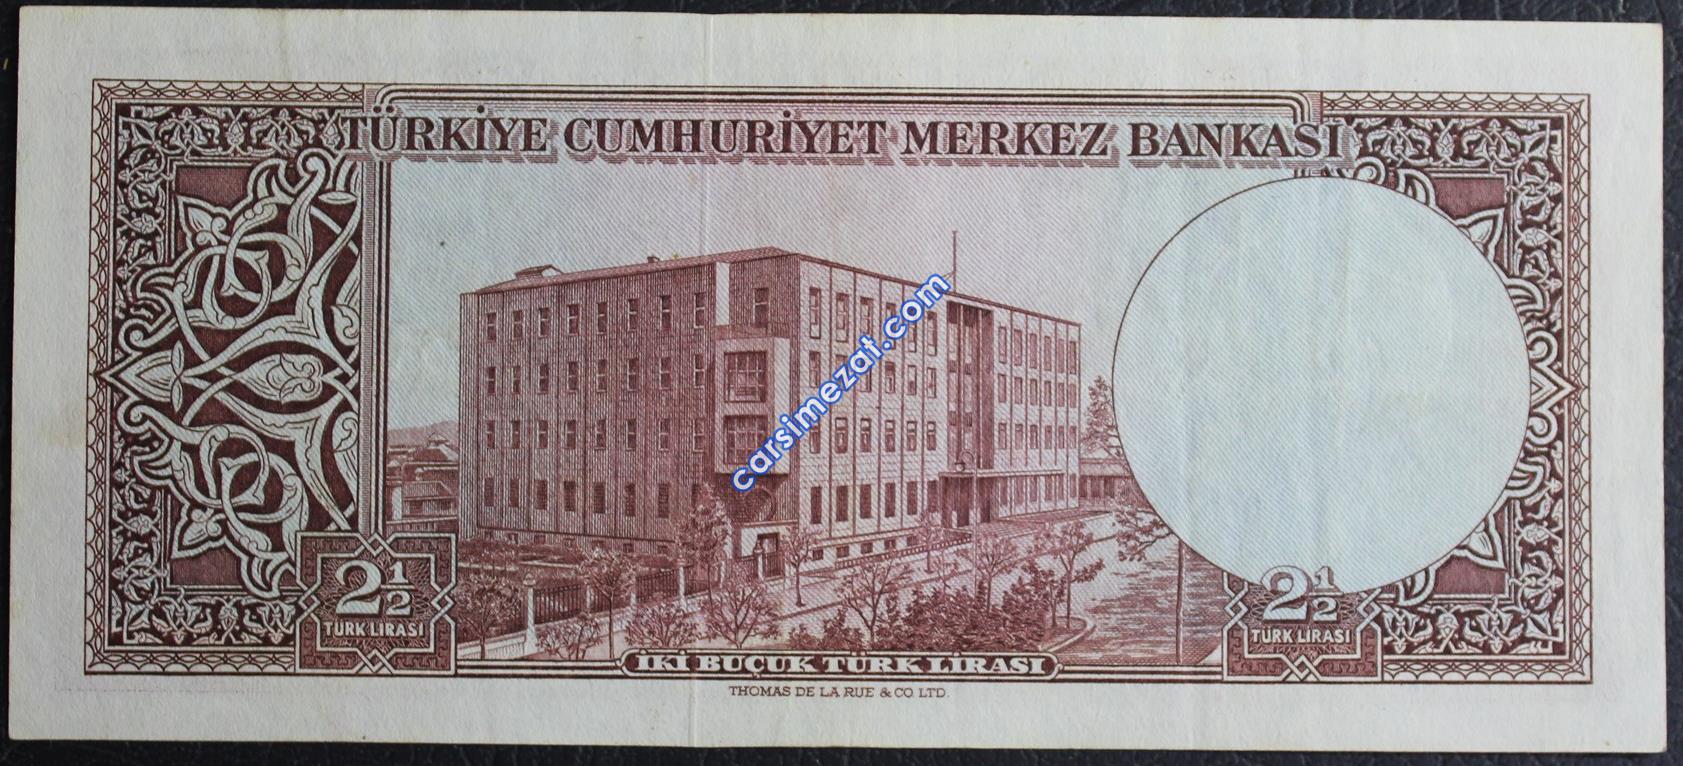 TÜRKİYE CUMHURİYET MERKEZ BANKASI
carsimezat.com
2½
TÜRK LİRASI
2½
TÜRK LİRASI
İKİ BUÇUK TÜRK LİRASI
THOMAS DE LA RUE & CO. LTD.